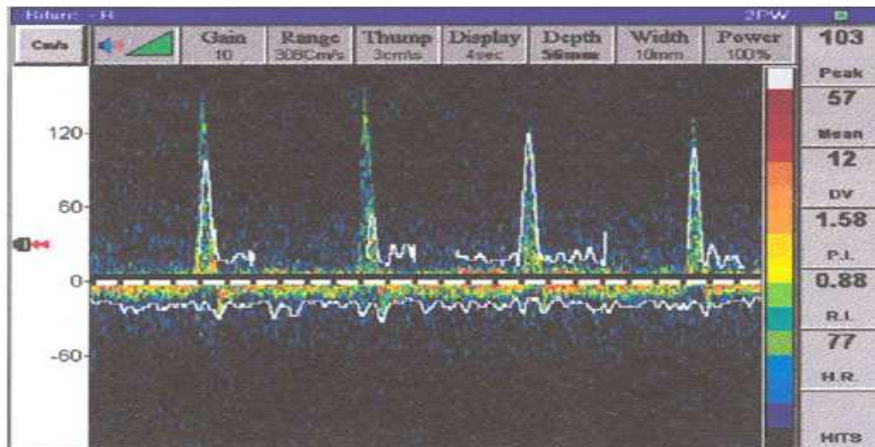 Bifurc - R 2PW
Cm/s Gain Range Thump Display Depth Width Power
10 308Cm/s 3cm\s 4sec 56mm 10mm 100%
103
Peak
57
Mean
12
DV
1.58
P.I.
0.88
R.I.
77
H.R.
HITS
120
60
0
-60